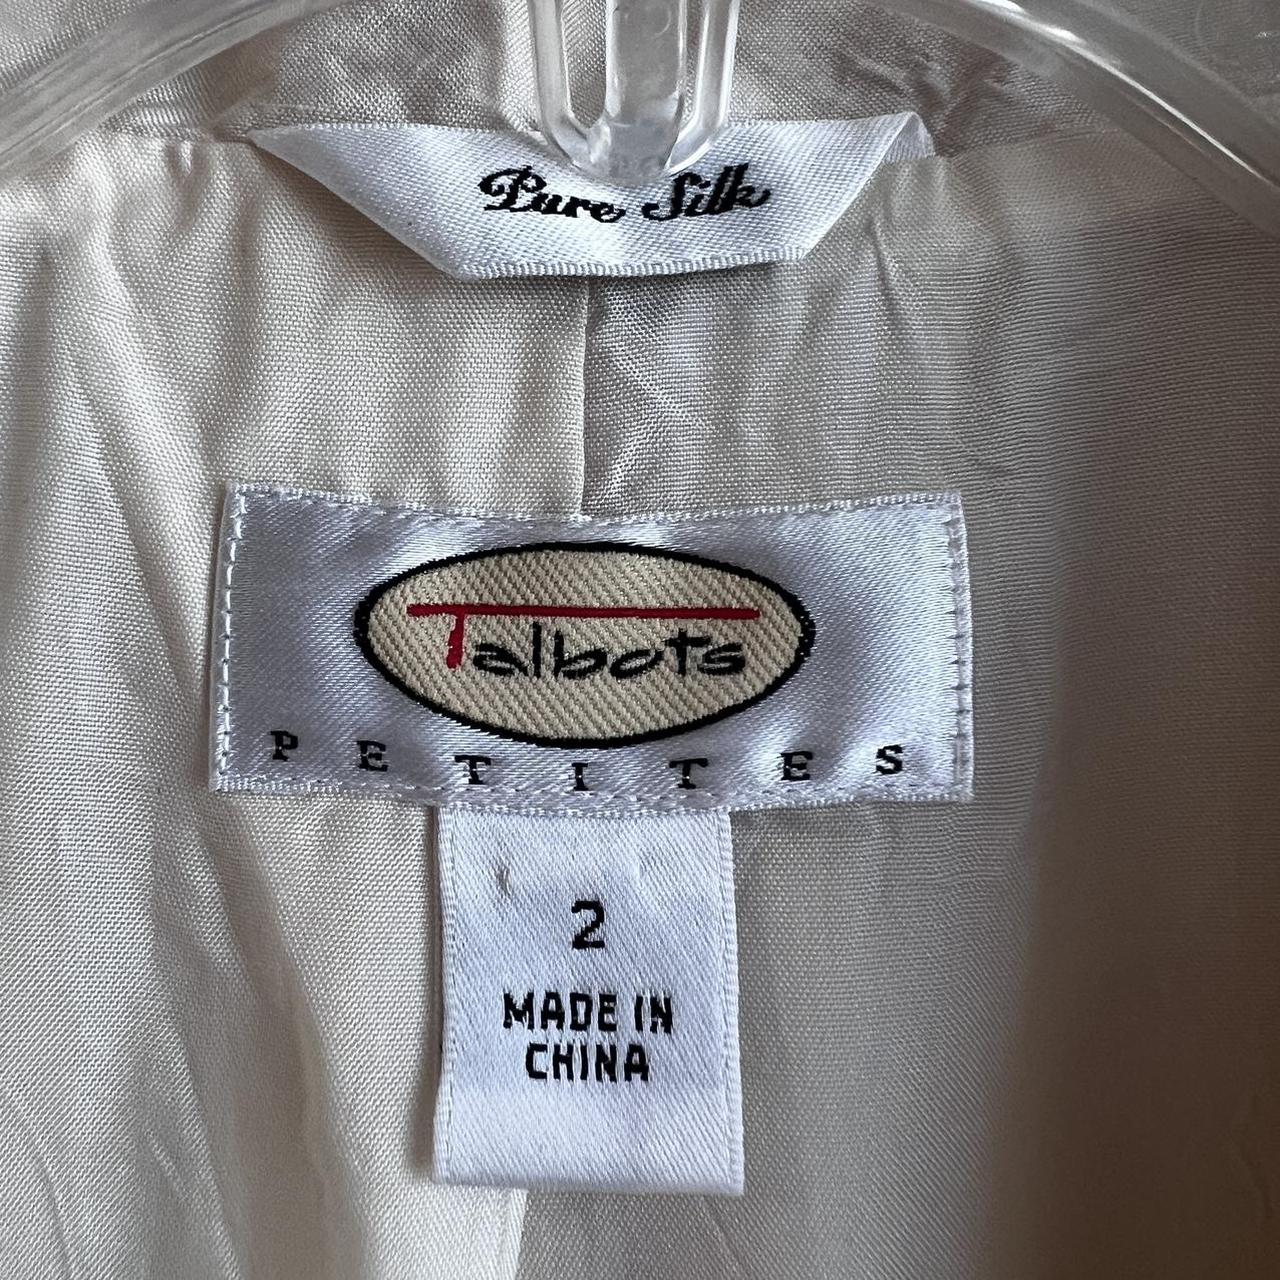 Pure Silk
Talbots
PETITES
2
MADE IN
CHINA